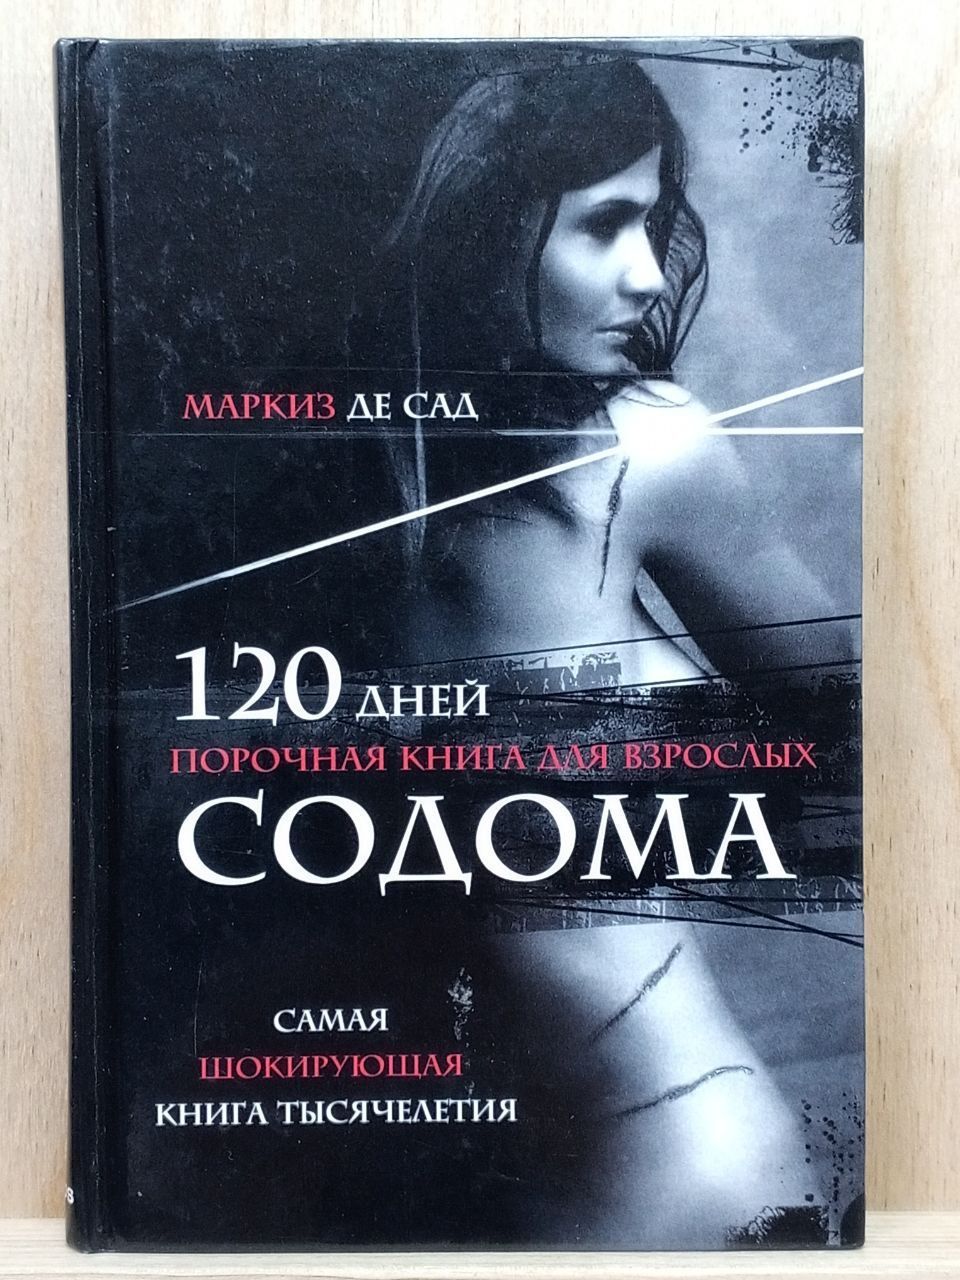 МАРКИЗ ДЕ САД
120 ДНЕЙ
ПОРОЧНАЯ КНИГА ДЛЯ ВЗРОСЛЫХ
СОДОМА
САМАЯ
ШОКИРУЮЩАЯ
КНИГА ТЫСЯЧЕЛЕТИЯ